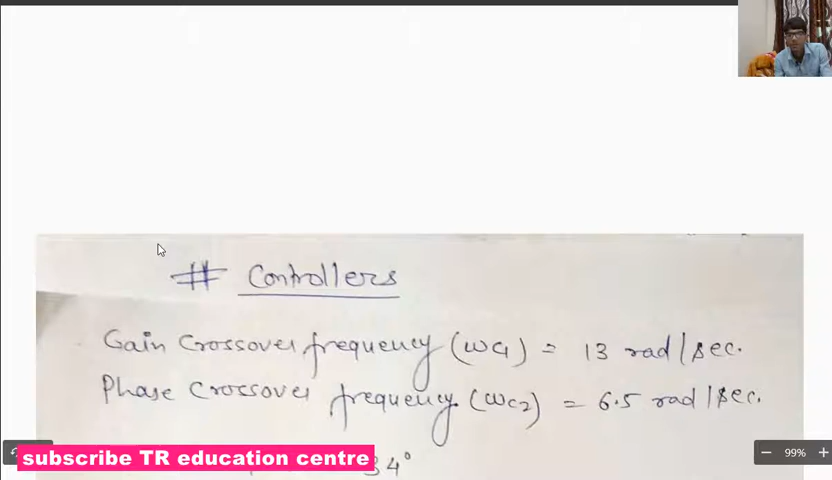 # Controllers
Gain Crossover frequency (ωc1) = 13 rad/sec.
Phase Crossover frequency (ωc2) = 6.5 rad/sec.
34°
subscribe TR education centre
99%